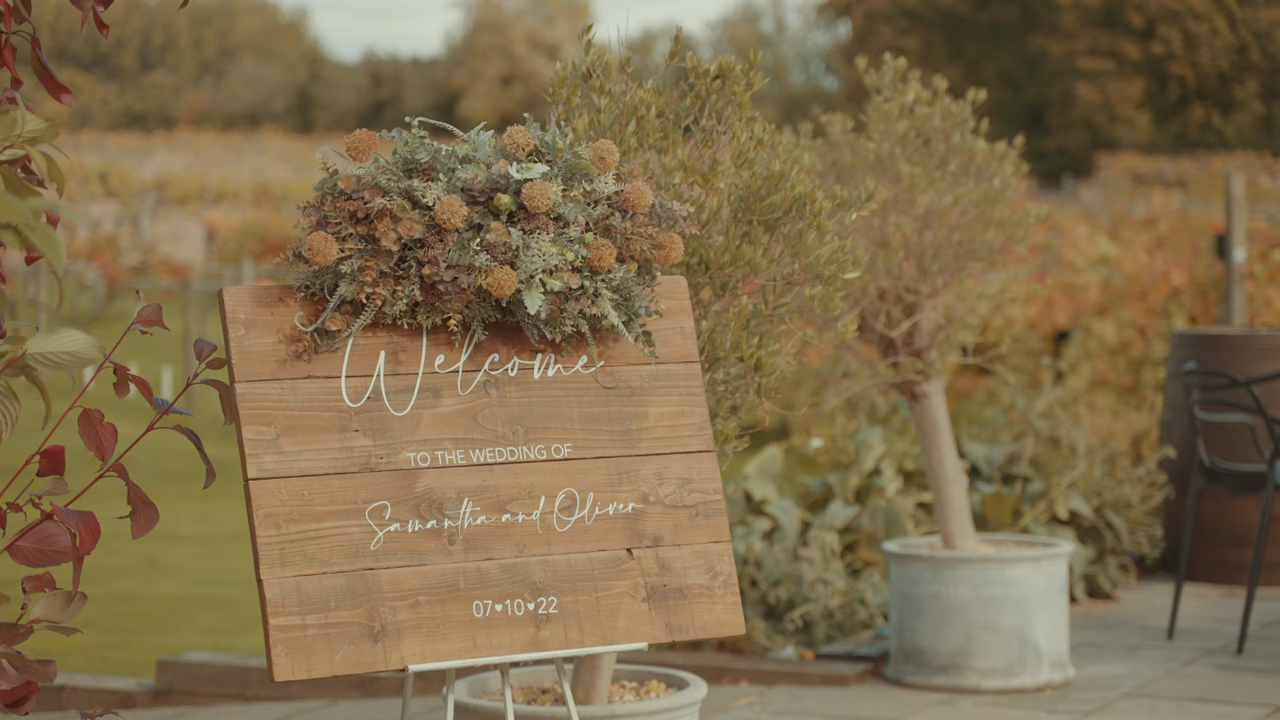 Welcome
TO THE WEDDING OF
Samantha and Oliver
07♥10♥22